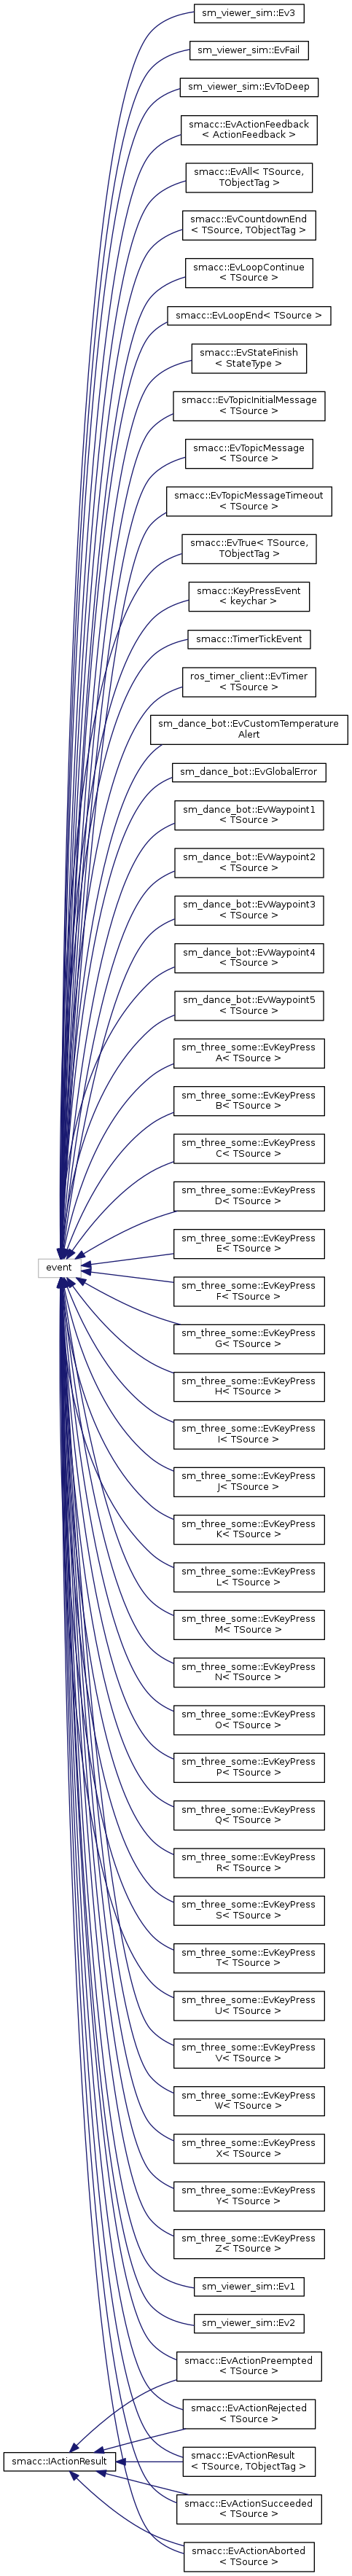 sm_viewer_sim::Ev3
sm_viewer_sim::EvFail
sm_viewer_sim::EvToDeep
smacc::EvActionFeedback
< ActionFeedback >
smacc::EvAll< TSource,
TObjectTag >
smacc::EvCountdownEnd
< TSource, TObjectTag >
smacc::EvLoopContinue
< TSource >
smacc::EvLoopEnd< TSource >
smacc::EvStateFinish
< StateType >
smacc::EvTopicInitialMessage
< TSource >
smacc::EvTopicMessage
< TSource >
smacc::EvTopicMessageTimeout
< TSource >
smacc::EvTrue< TSource,
TObjectTag >
smacc::KeyPressEvent
< keychar >
smacc::TimerTickEvent
ros_timer_client::EvTimer
< TSource >
sm_dance_bot::EvCustomTemperature
Alert
sm_dance_bot::EvGlobalError
sm_dance_bot::EvWaypoint1
< TSource >
sm_dance_bot::EvWaypoint2
< TSource >
sm_dance_bot::EvWaypoint3
< TSource >
sm_dance_bot::EvWaypoint4
< TSource >
sm_dance_bot::EvWaypoint5
< TSource >
sm_three_some::EvKeyPress
A< TSource >
sm_three_some::EvKeyPress
B< TSource >
sm_three_some::EvKeyPress
C< TSource >
sm_three_some::EvKeyPress
D< TSource >
sm_three_some::EvKeyPress
E< TSource >
event
sm_three_some::EvKeyPress
F< TSource >
sm_three_some::EvKeyPress
G< TSource >
sm_three_some::EvKeyPress
H< TSource >
sm_three_some::EvKeyPress
I< TSource >
sm_three_some::EvKeyPress
J< TSource >
sm_three_some::EvKeyPress
K< TSource >
sm_three_some::EvKeyPress
L< TSource >
sm_three_some::EvKeyPress
M< TSource >
sm_three_some::EvKeyPress
N< TSource >
sm_three_some::EvKeyPress
O< TSource >
sm_three_some::EvKeyPress
P< TSource >
sm_three_some::EvKeyPress
Q< TSource >
sm_three_some::EvKeyPress
R< TSource >
sm_three_some::EvKeyPress
S< TSource >
sm_three_some::EvKeyPress
T< TSource >
sm_three_some::EvKeyPress
U< TSource >
sm_three_some::EvKeyPress
V< TSource >
sm_three_some::EvKeyPress
W< TSource >
sm_three_some::EvKeyPress
X< TSource >
sm_three_some::EvKeyPress
Y< TSource >
sm_three_some::EvKeyPress
Z< TSource >
sm_viewer_sim::Ev1
sm_viewer_sim::Ev2
smacc::EvActionPreempted
< TSource >
smacc::EvActionRejected
< TSource >
smacc::IActionResult
smacc::EvActionResult
< TSource, TObjectTag >
smacc::EvActionSucceeded
< TSource >
smacc::EvActionAborted
< TSource >